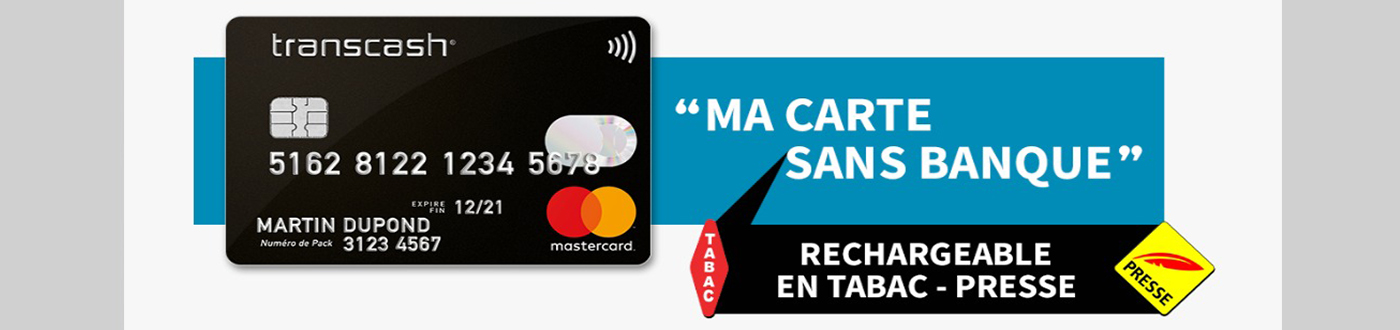 transcash®
5162 8122 1234 5678
EXPIRE
FIN 12/21
MARTIN DUPOND
Numéro de Pack 3123 4567
mastercard.
“MA CARTE
SANS BANQUE”
TABAC
RECHARGEABLE
EN TABAC - PRESSE
PRESSE